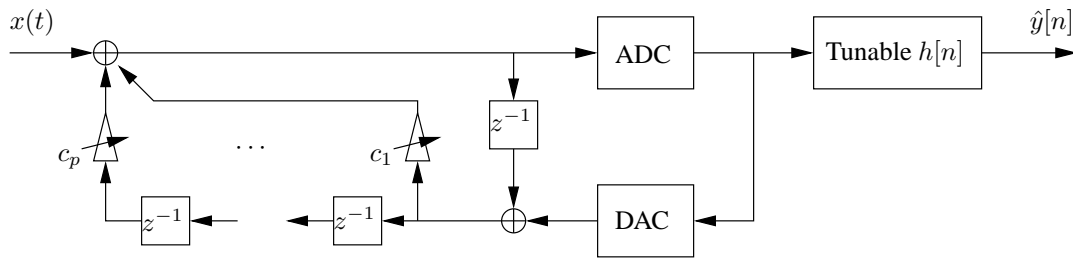 x(t)
ŷ[n]
ADC
Tunable h[n]
z⁻¹
c_p
...
c_1
z⁻¹
z⁻¹
DAC